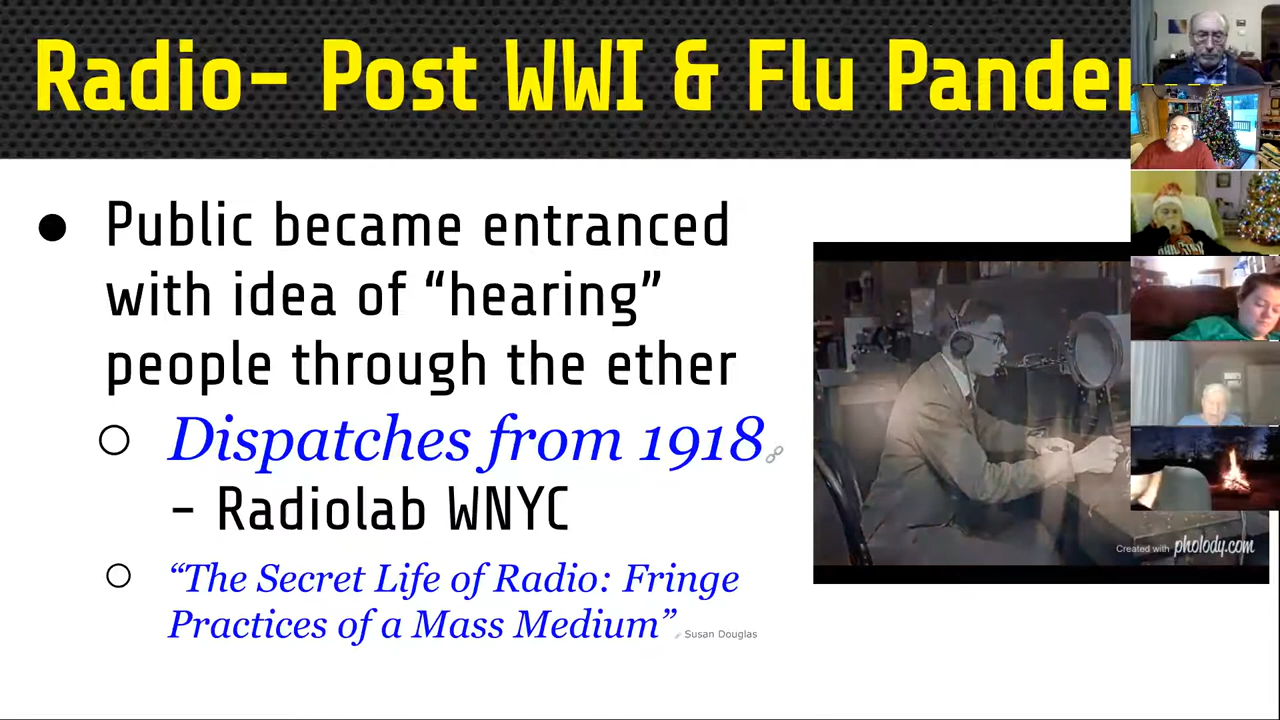 Radio– Post WWI & Flu Pander
● Public became entranced
with idea of “hearing”
people through the ether
○ Dispatches from 1918
– Radiolab WNYC
○ “The Secret Life of Radio: Fringe
Practices of a Mass Medium” Susan Douglas
Created with pholody.com